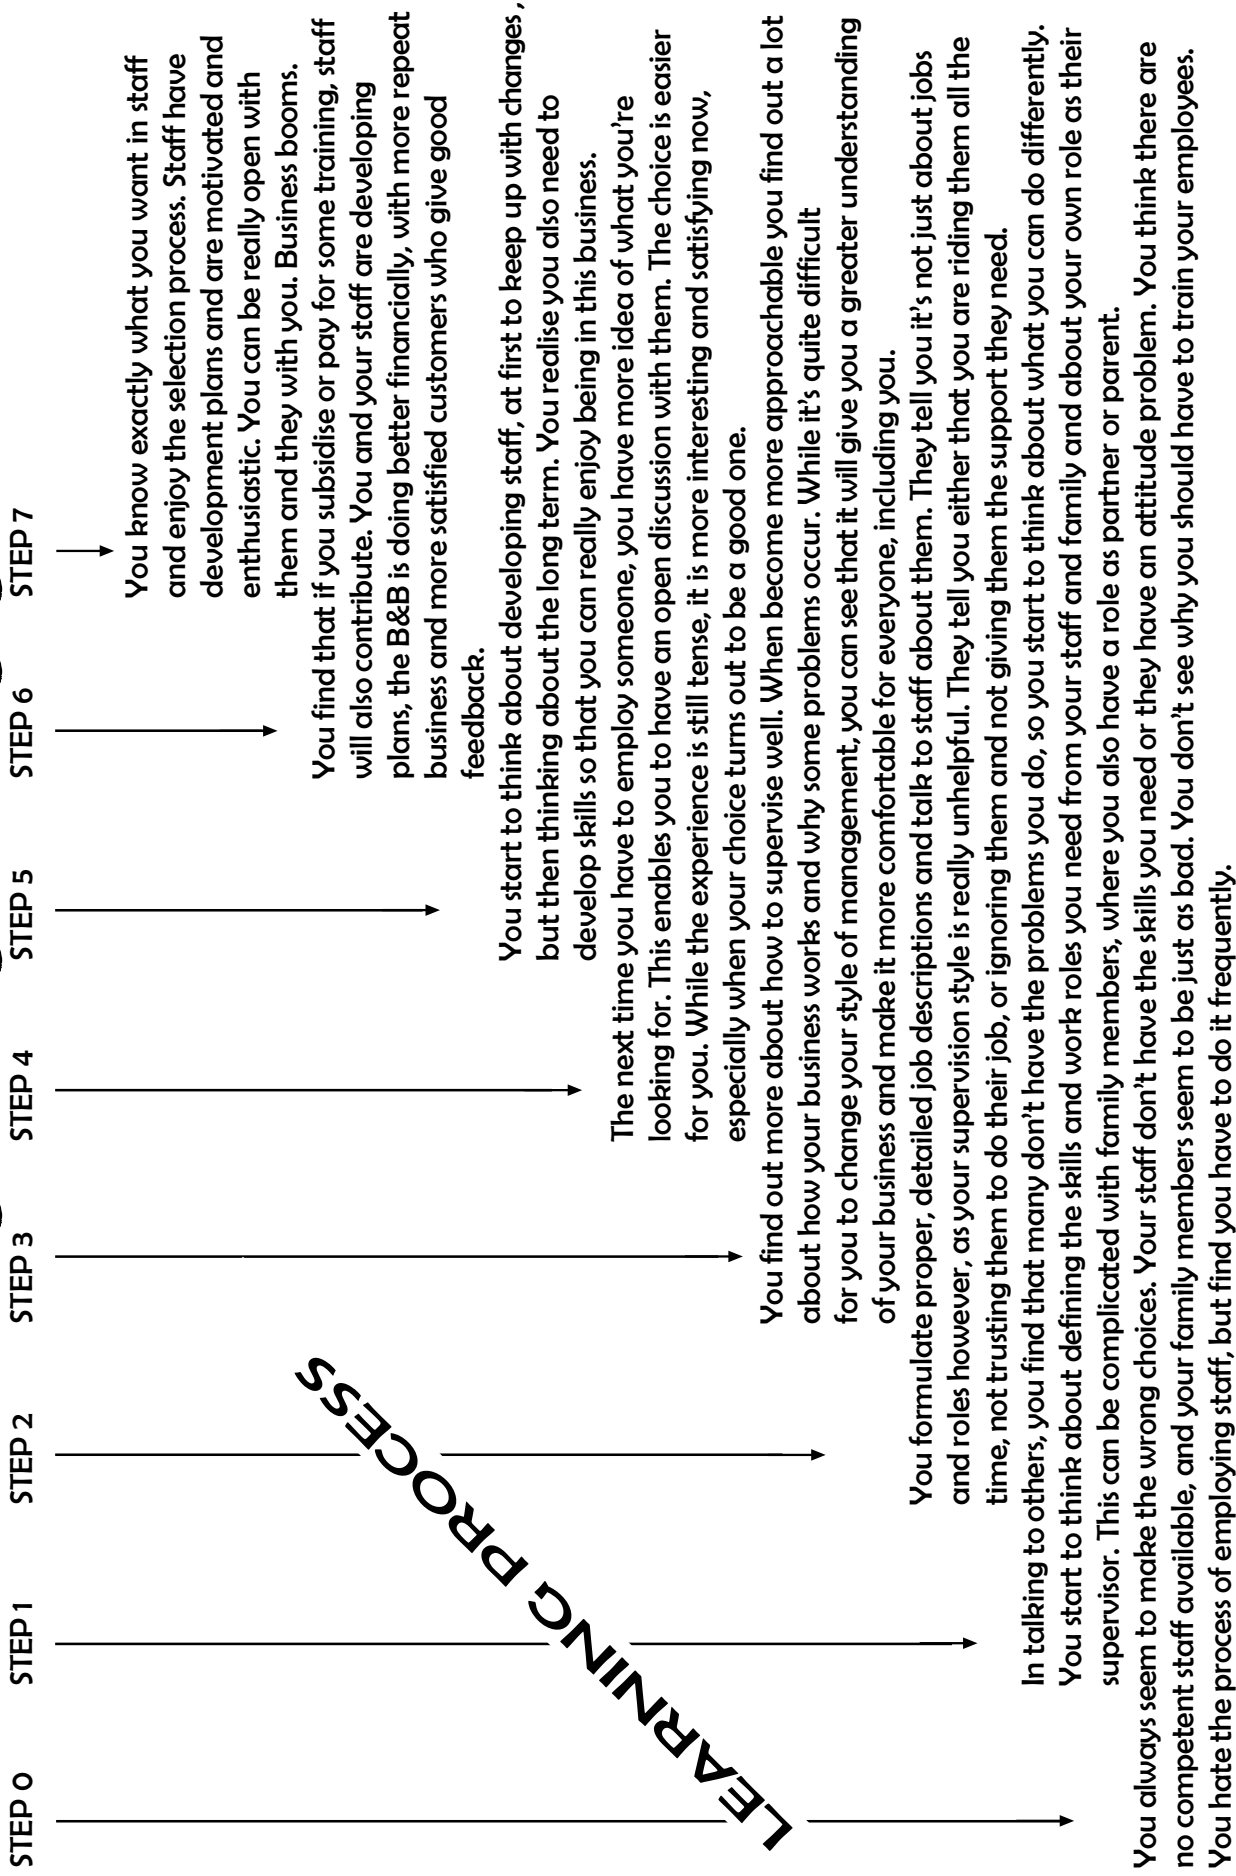 STEP 0
STEP 1
STEP 2
STEP 3
STEP 4
STEP 5
STEP 6
STEP 7
LEARNING PROCESS
You know exactly what you want in staff
and enjoy the selection process. Staff have
development plans and are motivated and
enthusiastic. You can be really open with
them and they with you. Business booms.
You find that if you subsidise or pay for some training, staff
will also contribute. You and your staff are developing
plans, the B&B is doing better financially, with more repeat
business and more satisfied customers who give good
feedback.
You start to think about developing staff, at first to keep up with changes,
but then thinking about the long term. You realise you also need to
develop skills so that you can really enjoy being in this business.
The next time you have to employ someone, you have more idea of what you're
looking for. This enables you to have an open discussion with them. The choice is easier
for you. While the experience is still tense, it is more interesting and satisfying now,
especially when your choice turns out to be a good one.
You find out more about how to supervise well. When become more approachable you find out a lot
about how your business works and why some problems occur. While it's quite difficult
for you to change your style of management, you can see that it will give you a greater understanding
of your business and make it more comfortable for everyone, including you.
You formulate proper, detailed job descriptions and talk to staff about them. They tell you it's not just about jobs
and roles however, as your supervision style is really unhelpful. They tell you either that you are riding them all the
time, not trusting them to do their job, or ignoring them and not giving them the support they need.
In talking to others, you find that many don't have the problems you do, so you start to think about what you can do differently.
You start to think about defining the skills and work roles you need from your staff and family and about your own role as their
supervisor. This can be complicated with family members, where you also have a role as partner or parent.
You always seem to make the wrong choices. Your staff don't have the skills you need or they have an attitude problem. You think there are
no competent staff available, and your family members seem to be just as bad. You don't see why you should have to train your employees.
You hate the process of employing staff, but find you have to do it frequently.